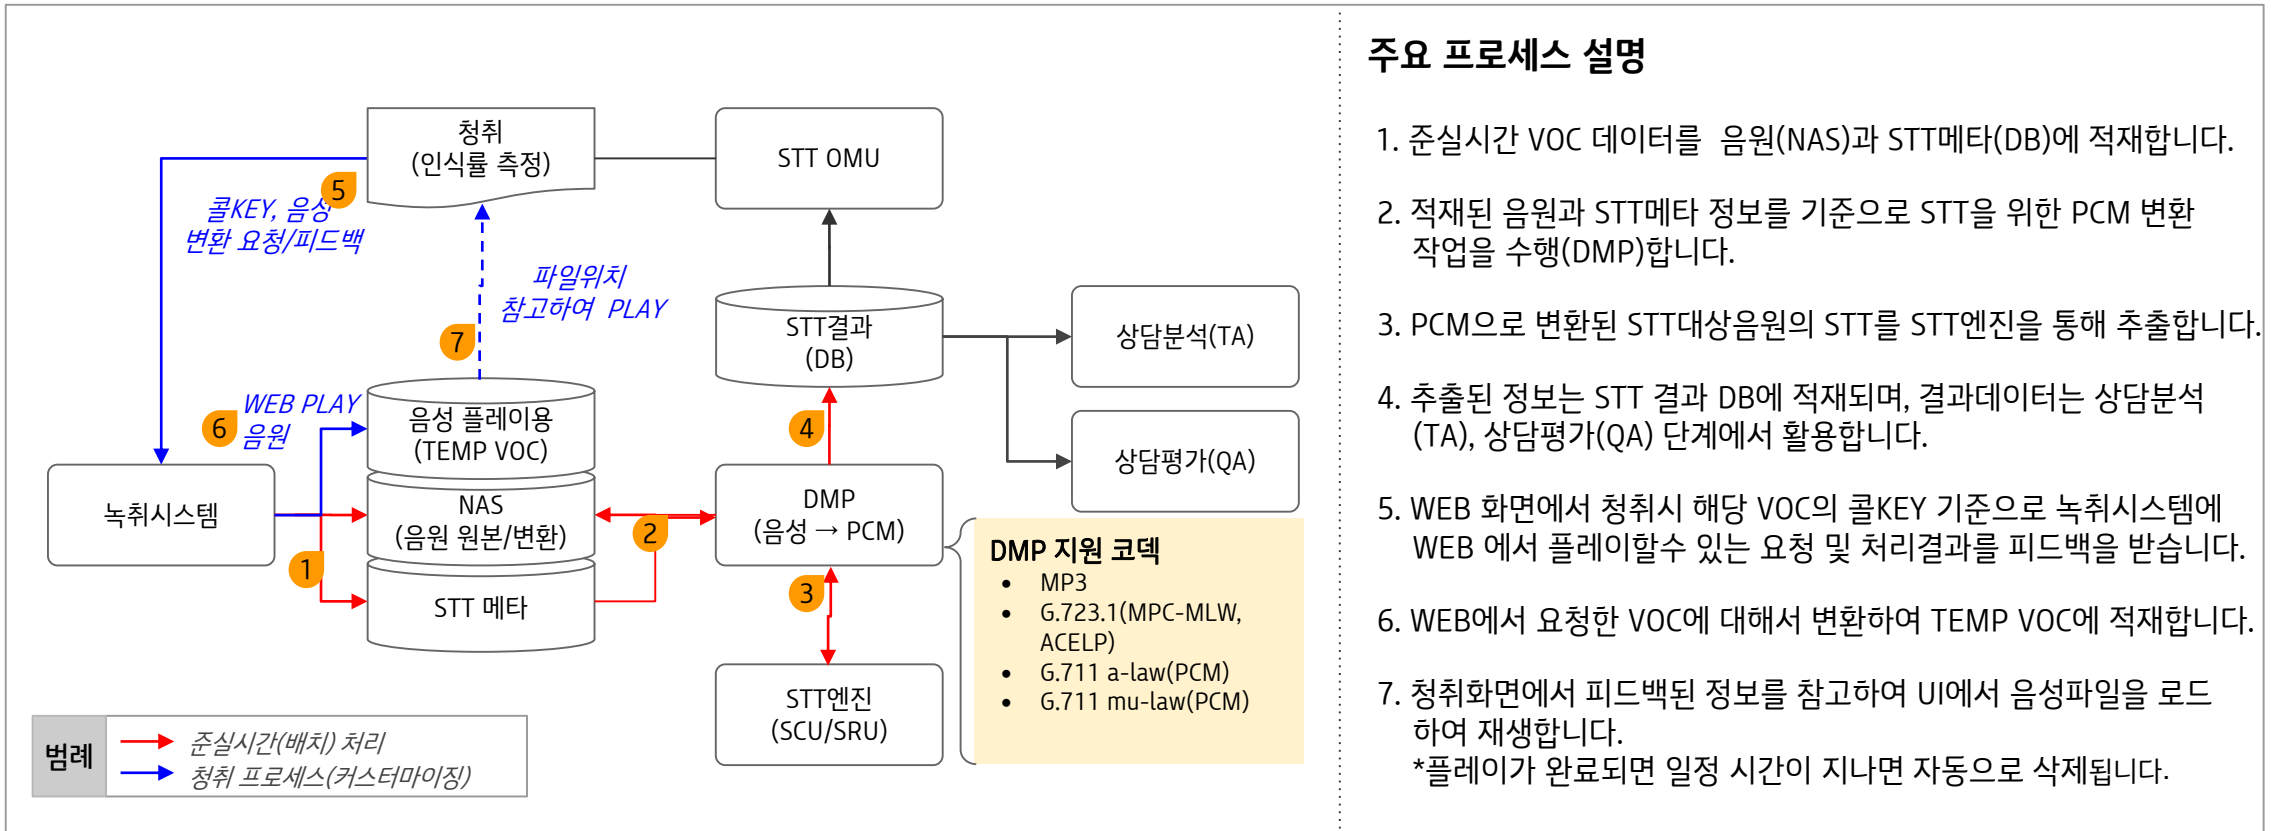 청취
(인식률 측정)
5
콜KEY, 음성
변환 요청/피드백
STT OMU
파일위치
참고하여 PLAY
7
STT결과
(DB)
상담분석(TA)
상담평가(QA)
6
WEB PLAY
음원
음성 플레이용
(TEMP VOC)
4
녹취시스템
NAS
(음원 원본/변환)
2
DMP
(음성 → PCM)
1
STT 메타
3
STT엔진
(SCU/SRU)
DMP 지원 코덱
• MP3
• G.723.1(MPC-MLW,
ACELP)
• G.711 a-law(PCM)
• G.711 mu-law(PCM)
범례
준실시간(배치) 처리
청취 프로세스(커스터마이징)
주요 프로세스 설명
1. 준실시간 VOC 데이터를 음원(NAS)과 STT메타(DB)에 적재합니다.
2. 적재된 음원과 STT메타 정보를 기준으로 STT을 위한 PCM 변환
작업을 수행(DMP)합니다.
3. PCM으로 변환된 STT대상음원의 STT를 STT엔진을 통해 추출합니다.
4. 추출된 정보는 STT 결과 DB에 적재되며, 결과데이터는 상담분석
(TA), 상담평가(QA) 단계에서 활용합니다.
5. WEB 화면에서 청취시 해당 VOC의 콜KEY 기준으로 녹취시스템에
WEB 에서 플레이할수 있는 요청 및 처리결과를 피드백을 받습니다.
6. WEB에서 요청한 VOC에 대해서 변환하여 TEMP VOC에 적재합니다.
7. 청취화면에서 피드백된 정보를 참고하여 UI에서 음성파일을 로드
하여 재생합니다.
*플레이가 완료되면 일정 시간이 지나면 자동으로 삭제됩니다.